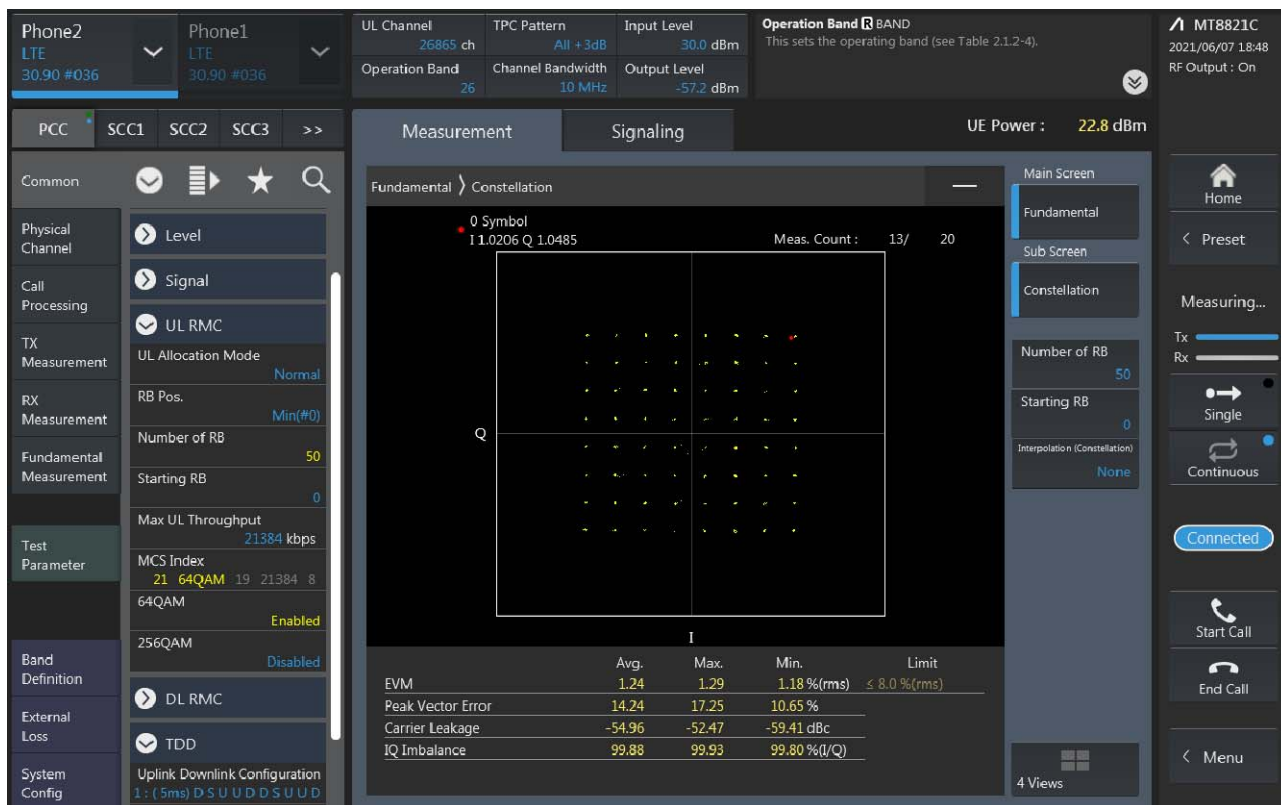 Phone2
LTE
30.90 #036
Phone1
LTE
30.90 #036
UL Channel
26865 ch
TPC Pattern
All +3dB
Input Level
30.0 dBm
Operation Band
26
Channel Bandwidth
10 MHz
Output Level
-57.2 dBm
Operation Band R BAND
This sets the operating band (see Table 2.1.2-4).
MT8821C
2021/06/07 18:48
RF Output : On
PCC
SCC1
SCC2
SCC3
>>
Measurement
Signaling
UE Power : 22.8 dBm
Common
Physical
Channel
Call
Processing
TX
Measurement
RX
Measurement
Fundamental
Measurement
Test
Parameter
Band
Definition
External
Loss
System
Config
Level
Signal
UL RMC
UL Allocation Mode
Normal
RB Pos.
Min(#0)
Number of RB
50
Starting RB
0
Max UL Throughput
21384 kbps
MCS Index
21 64QAM 19 21384 8
64QAM
Enabled
256QAM
Disabled
DL RMC
TDD
Uplink Downlink Configuration
1 : ( 5ms) D S U U D D S U U D
Fundamental > Constellation
0 Symbol
I 1.0206 Q 1.0485
Meas. Count : 13/ 20
Q
I
Avg. Max. Min. Limit
EVM 1.24 1.29 1.18 %(rms) ≤ 8.0 %(rms)
Peak Vector Error 14.24 17.25 10.65 %
Carrier Leakage -54.96 -52.47 -59.41 dBc
IQ Imbalance 99.88 99.93 99.80 %(I/Q)
Main Screen
Fundamental
Sub Screen
Constellation
Number of RB
50
Starting RB
0
Interpolation (Constellation)
None
4 Views
Home
< Preset
Measuring...
Tx
Rx
Single
Continuous
Connected
Start Call
End Call
< Menu